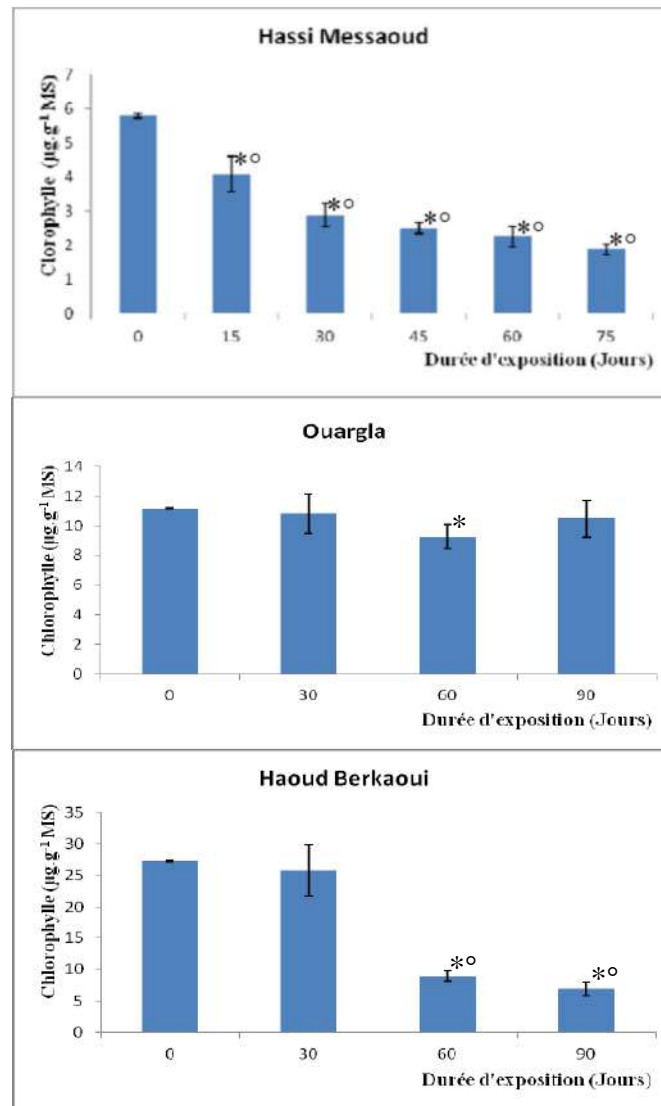 Hassi Messaoud
Clorophylle (µg.g⁻¹ MS)
7
6
5
4
3
2
1
0
*°
*°
*°
*°
*°
0 15 30 45 60 75
Durée d'exposition (Jours)
Ouargla
Chlorophylle (µg.g⁻¹ MS)
14
12
10
8
6
4
2
0
*
0 30 60 90
Durée d'exposition (Jours)
Haoud Berkaoui
Chlorophylle (µg.g⁻¹ MS)
35
30
25
20
15
10
5
0
*°
*°
0 30 60 90
Durée d'exposition (Jours)